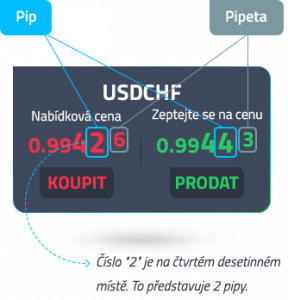 Pip
Pipeta
USDCHF
Nabídková cena
Zeptejte se na cenu
0.99426
0.99443
KOUPIT
PRODAT
Číslo "2" je na čtvrtém desetinném
místě. To představuje 2 pipy.